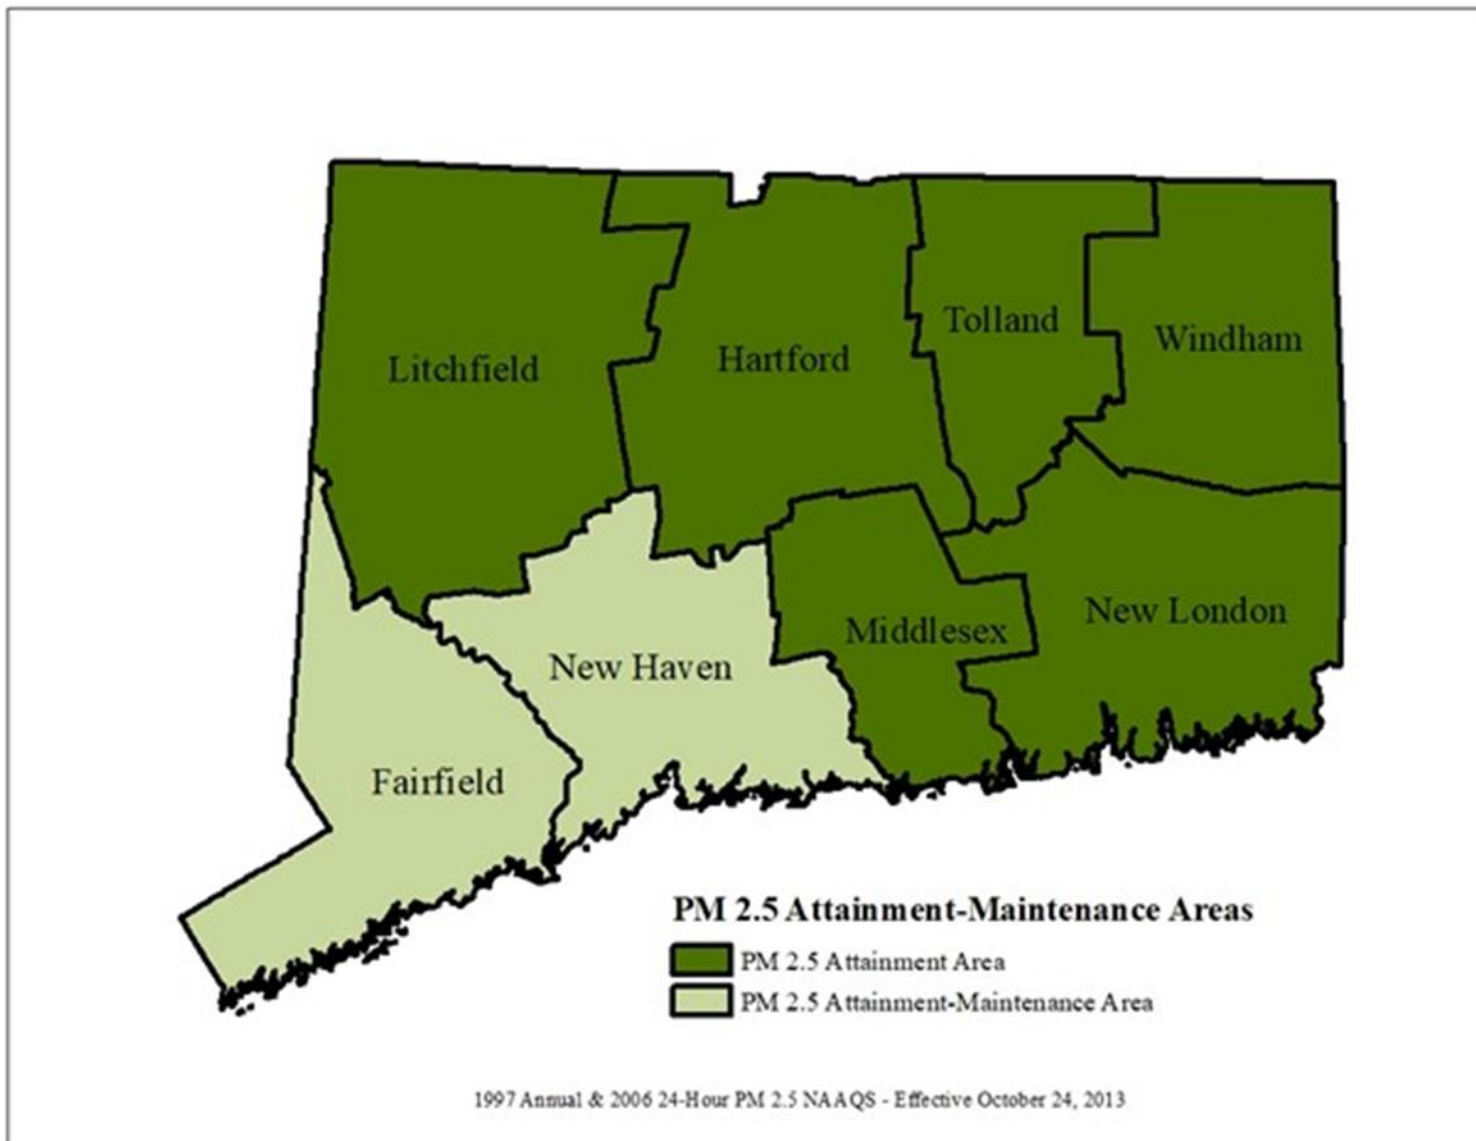 Tolland
Windham
Hartford
Litchfield
New London
Middlesex
New Haven
Fairfield
PM 2.5 Attainment-Maintenance Areas
PM 2.5 Attainment Area
PM 2.5 Attainment-Maintenance Area
1997 Annual & 2006 24-Hour PM 2.5 NAAQS - Effective October 24, 2013